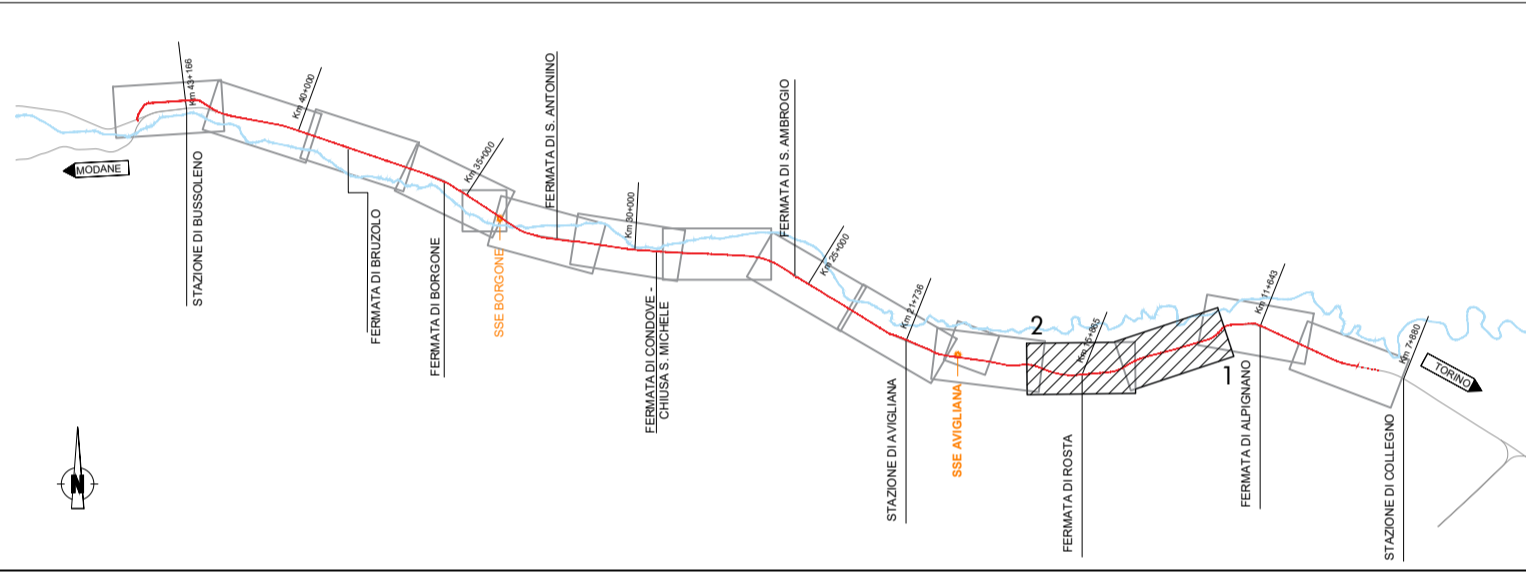 MODANE
STAZIONE DI BUSSOLENO
Km 43+166
Km 40+000
FERMATA DI BRUZOLO
FERMATA DI BORGONE
Km 35+000
SSE BORGONE
FERMATA DI S. ANTONINO
Km 30+000
FERMATA DI CONDOVE -
CHIUSA S. MICHELE
FERMATA DI S. AMBROGIO
Km 25+000
STAZIONE DI AVIGLIANA
Km 21+736
SSE AVIGLIANA
2
FERMATA DI ROSTA
Km 15+865
1
FERMATA DI ALPIGNANO
Km 11+643
STAZIONE DI COLLEGNO
Km 7+880
TORINO
N